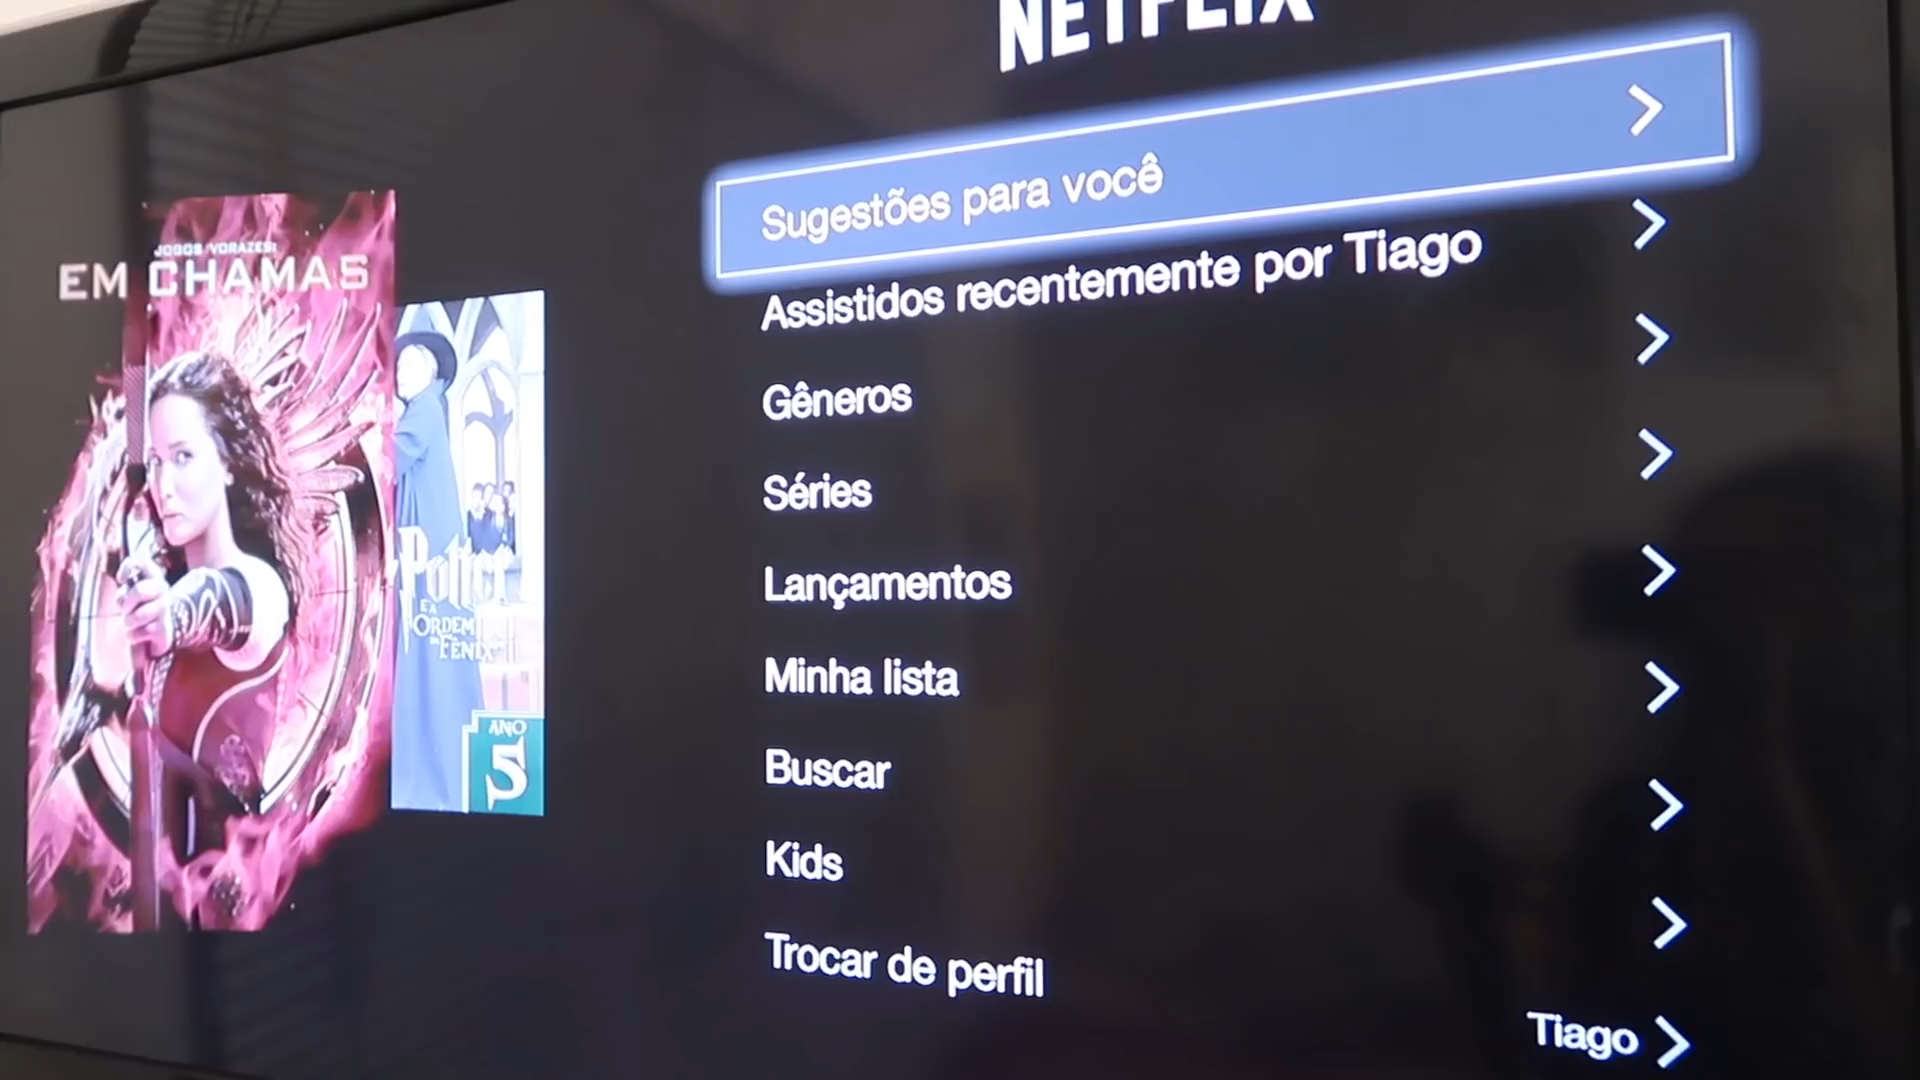 NETFLIX
JOGOS VORAZES:
EM CHAMAS
Potter
E A
ORDEM
DA FÊNIX
ANO
5
Sugestões para você
Assistidos recentemente por Tiago
Gêneros
Séries
Lançamentos
Minha lista
Buscar
Kids
Trocar de perfil
Tiago